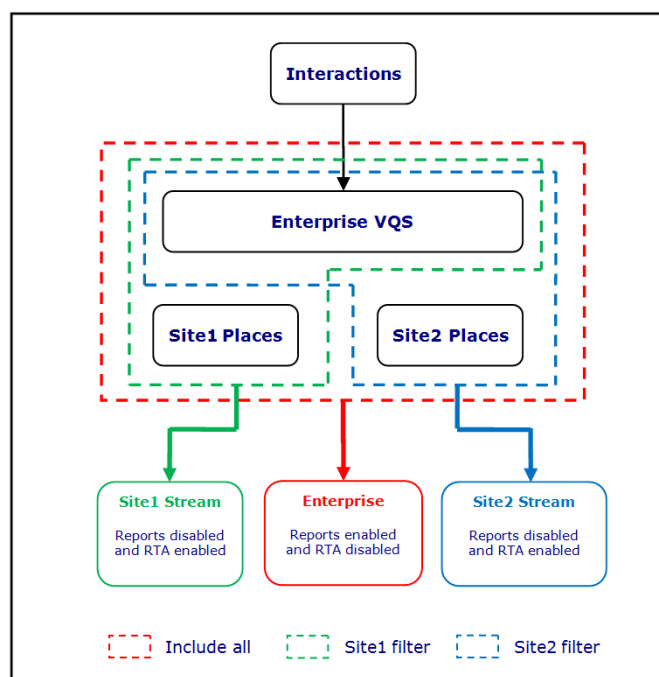 Interactions
Enterprise VQS
Site1 Places
Site2 Places
Site1 Stream
Reports disabled
and RTA enabled
Enterprise
Reports enabled
and RTA disabled
Site2 Stream
Reports disabled
and RTA enabled
Include all
Site1 filter
Site2 filter